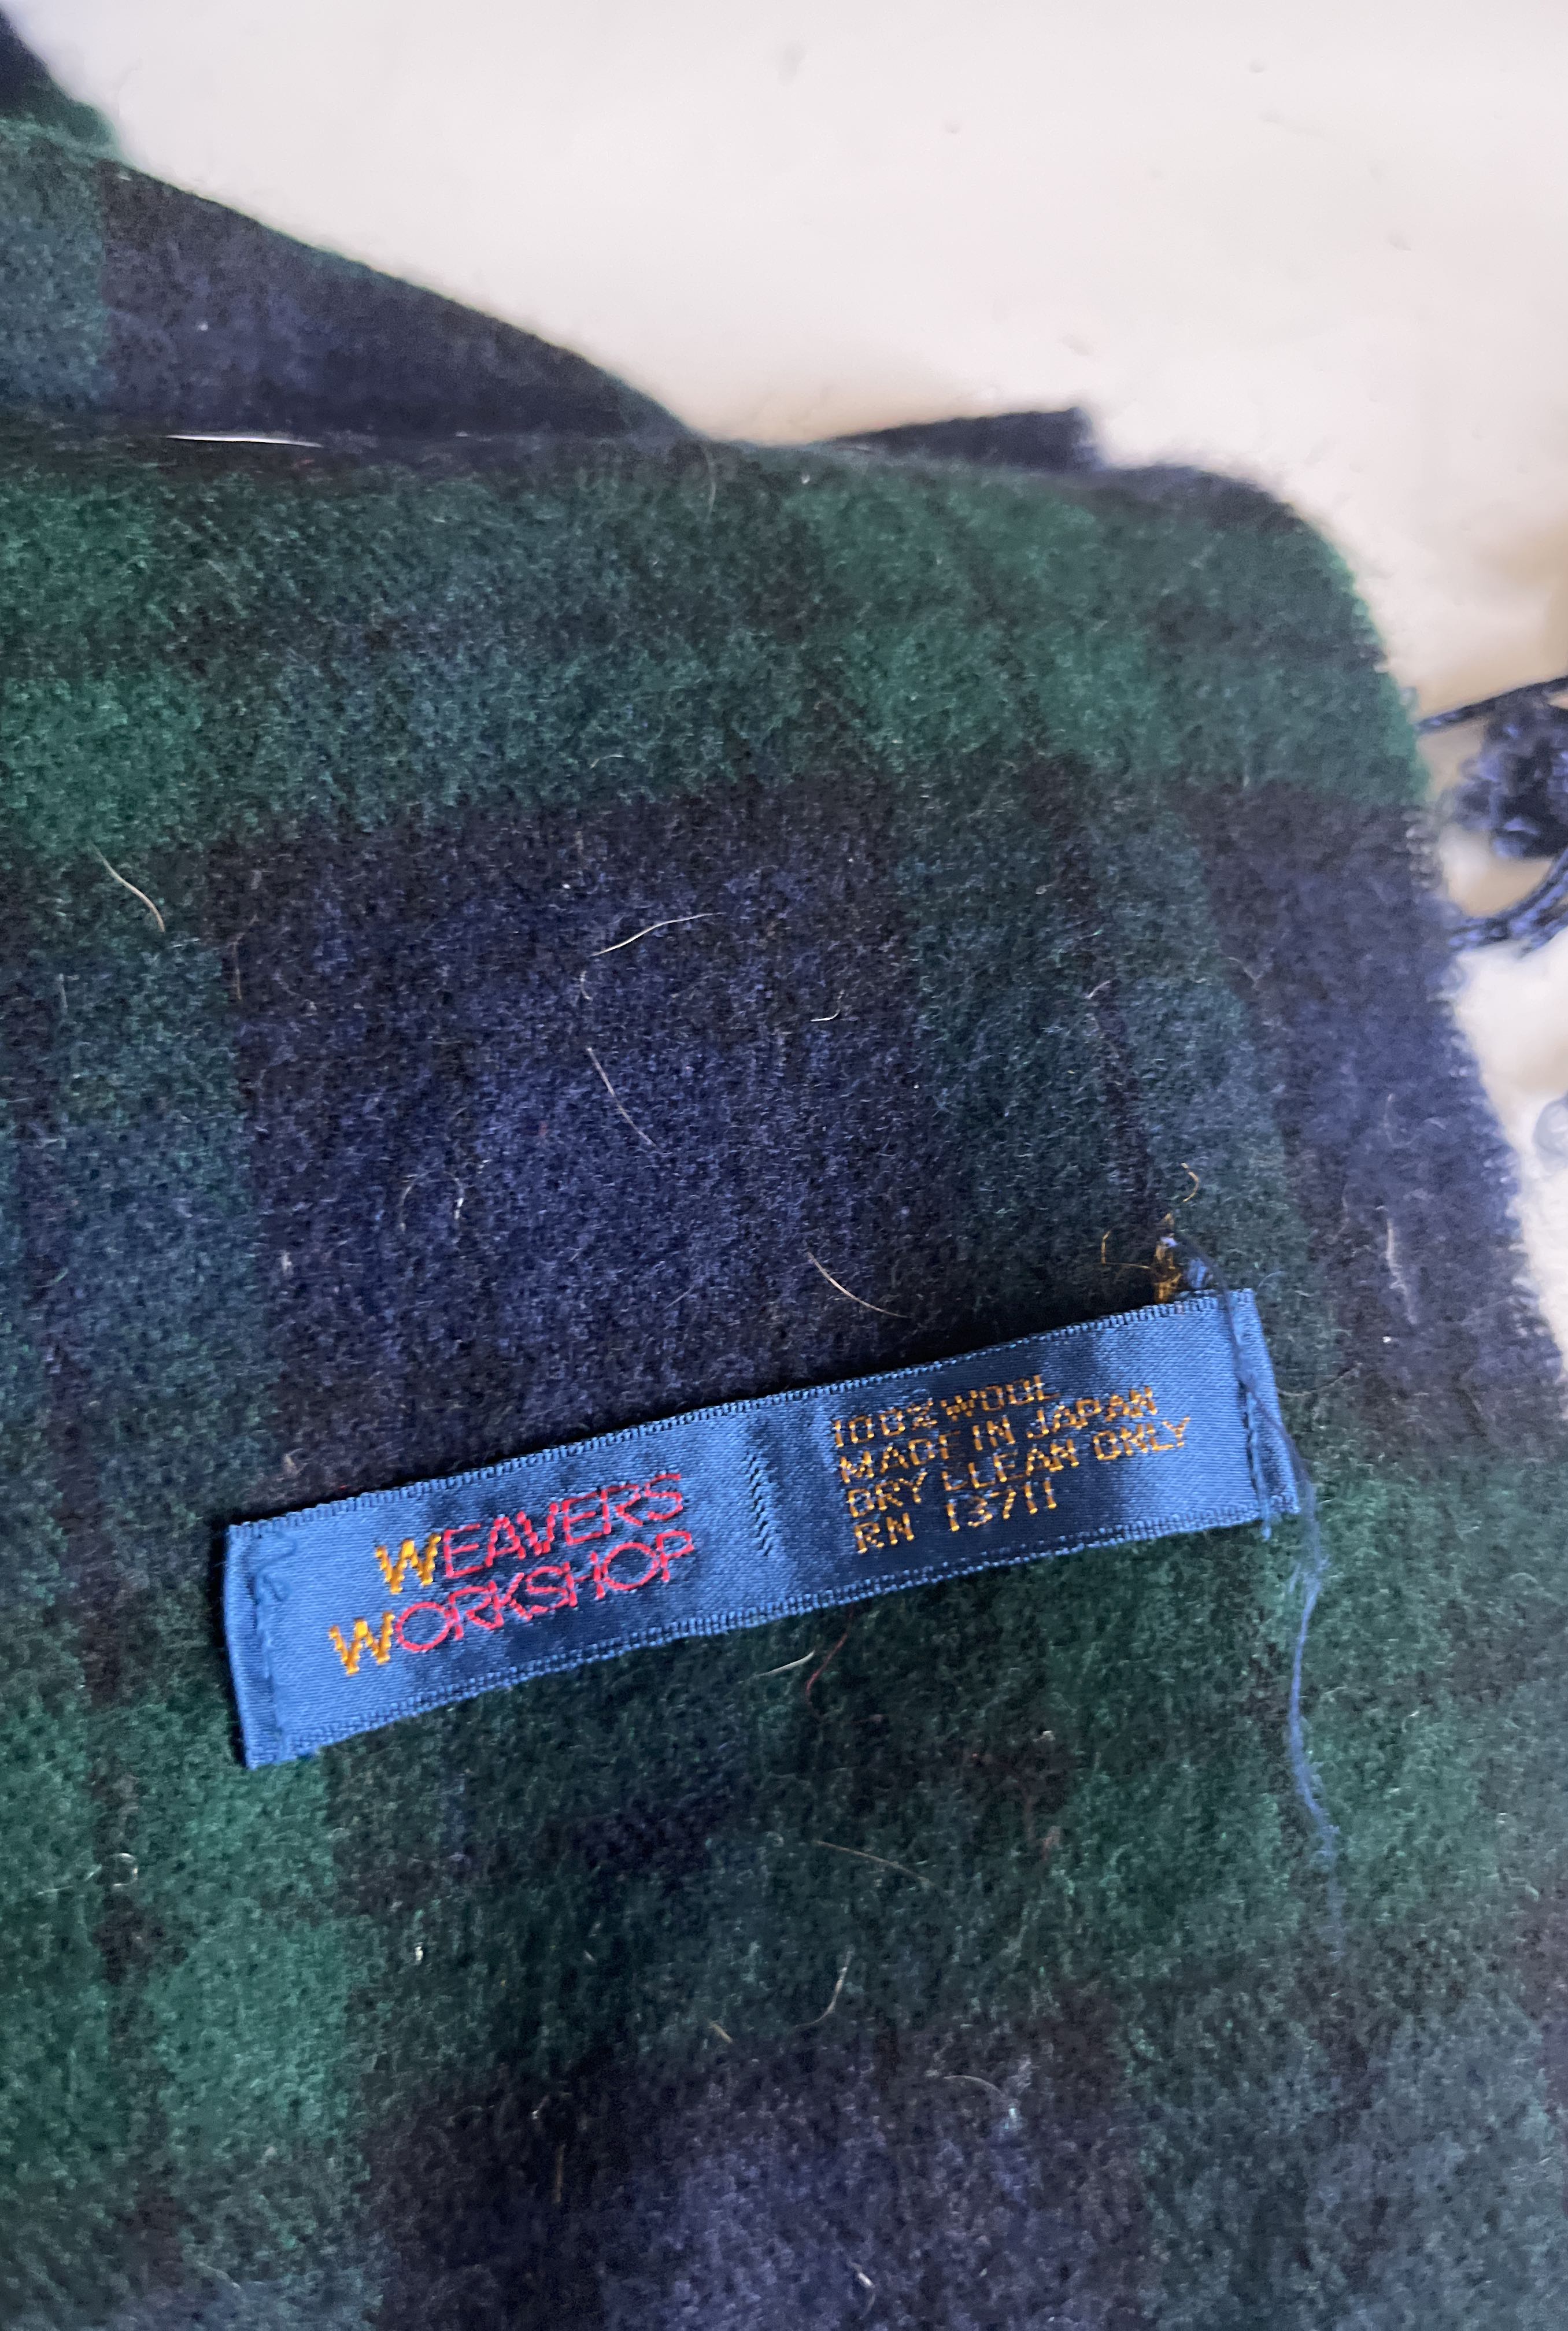 WEAVERS
WORKSHOP
100% WOOL
MADE IN JAPAN
DRY CLEAN ONLY
RN 13711